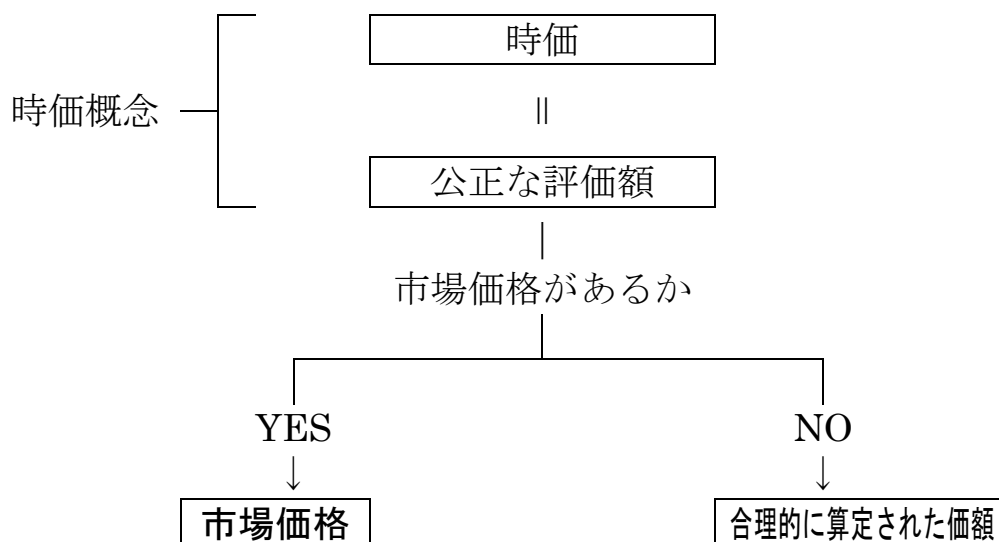 時価
時価概念
॥
公正な評価額
市場価格があるか
YES
NO
↓
↓
市場価格
合理的に算定された価額